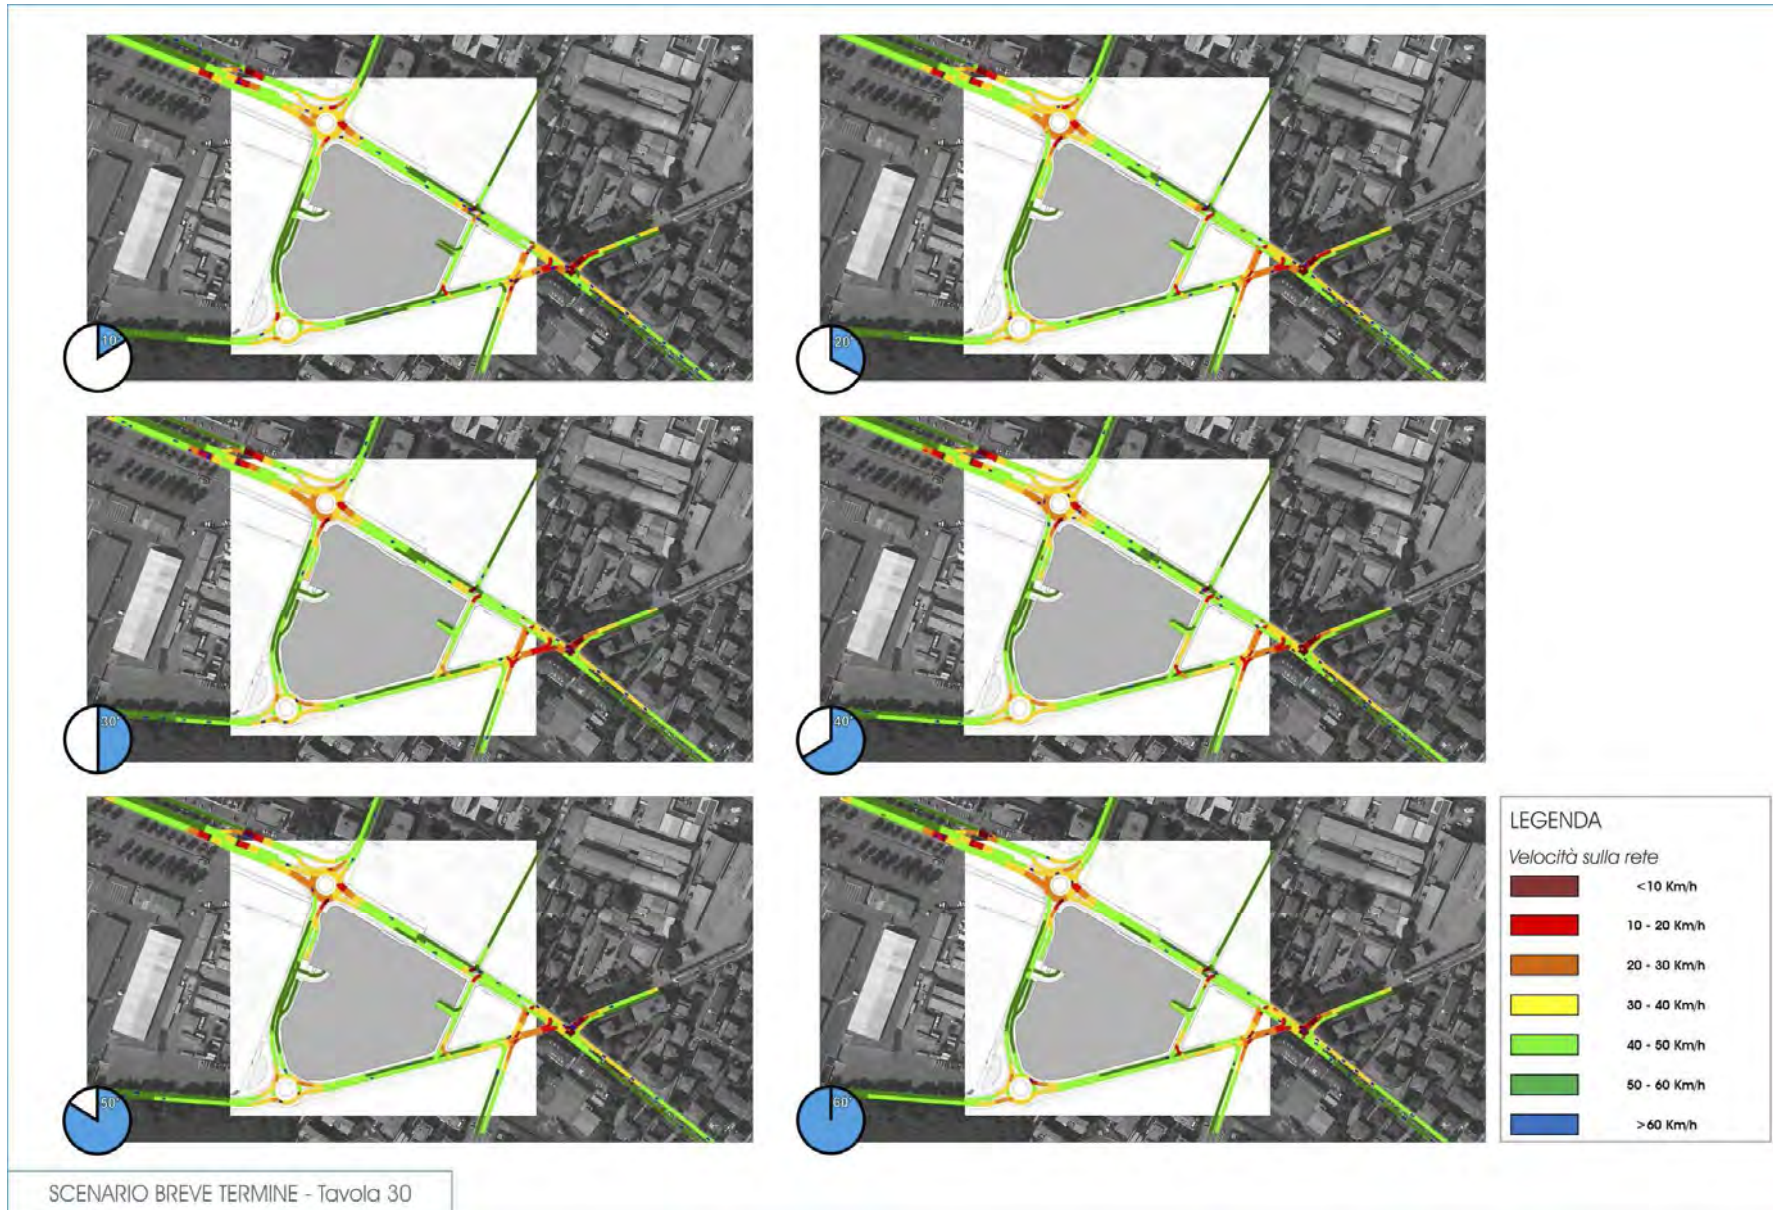 10'
20'
30'
40'
50'
60'
LEGENDA
Velocità sulla rete
<10 Km/h
10 - 20 Km/h
20 - 30 Km/h
30 - 40 Km/h
40 - 50 Km/h
50 - 60 Km/h
>60 Km/h
SCENARIO BREVE TERMINE - Tavola 30